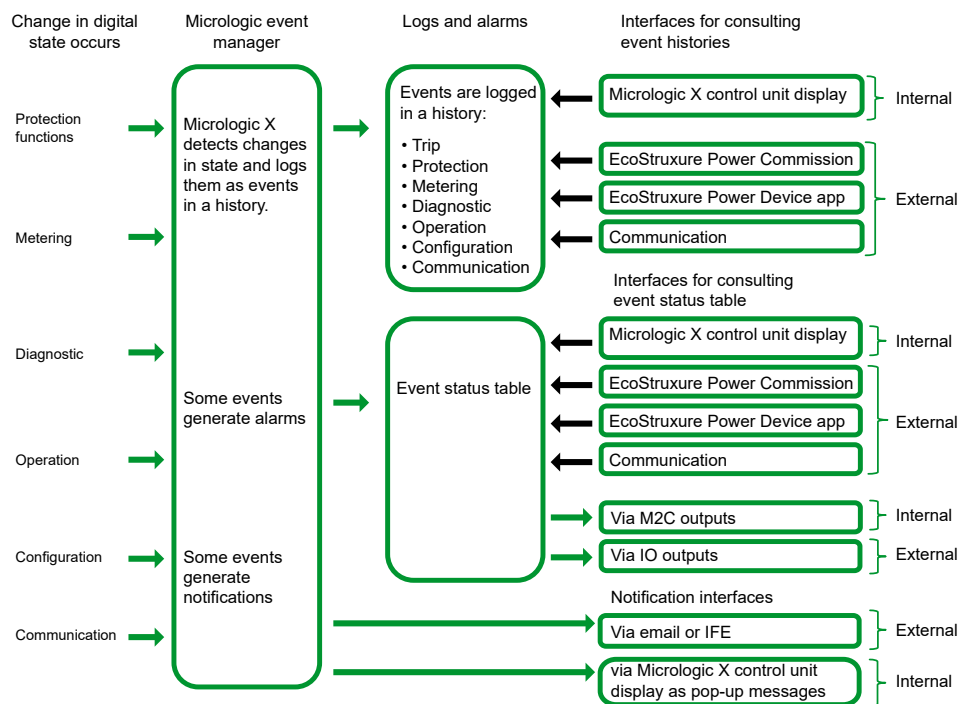 Change in digital
state occurs
Micrologic event
manager
Logs and alarms
Interfaces for consulting
event histories
Protection
functions
Metering
Diagnostic
Operation
Configuration
Communication
Micrologic X
detects changes
in state and logs
them as events
in a history.
Some events
generate alarms
Some events
generate
notifications
Events are logged
in a history:
• Trip
• Protection
• Metering
• Diagnostic
• Operation
• Configuration
• Communication
Event status table
Micrologic X control unit display
Internal
EcoStruxure Power Commission
EcoStruxure Power Device app
Communication
External
Interfaces for consulting
event status table
Micrologic X control unit display
Internal
EcoStruxure Power Commission
EcoStruxure Power Device app
Communication
External
Via M2C outputs
Internal
Via IO outputs
External
Notification interfaces
Via email or IFE
External
via Micrologic X control unit
display as pop-up messages
Internal